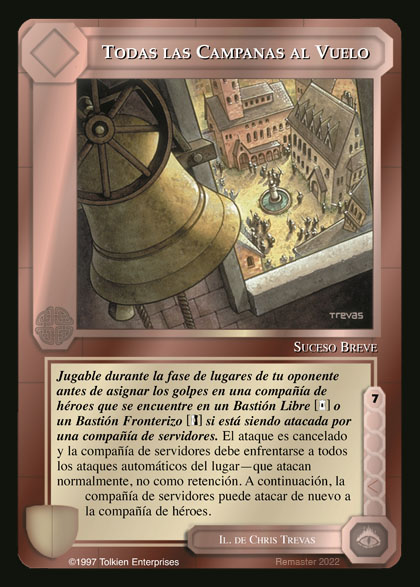 Todas las Campanas al Vuelo
TREVAS
Suceso Breve
Jugable durante la fase de lugares de tu oponente
antes de asignar los golpes en una compañía de
héroes que se encuentre en un Bastión Libre [] o
un Bastión Fronterizo [] si está siendo atacada por
una compañía de servidores. El ataque es cancelado
y la compañía de servidores debe enfrentarse a todos
los ataques automáticos del lugar—que atacan
normalmente, no como retención. A continuación, la
compañía de servidores puede atacar de nuevo a
la compañía de héroes.
7
Il. de Chris Trevas
©1997 Tolkien Enterprises
Remaster 2022